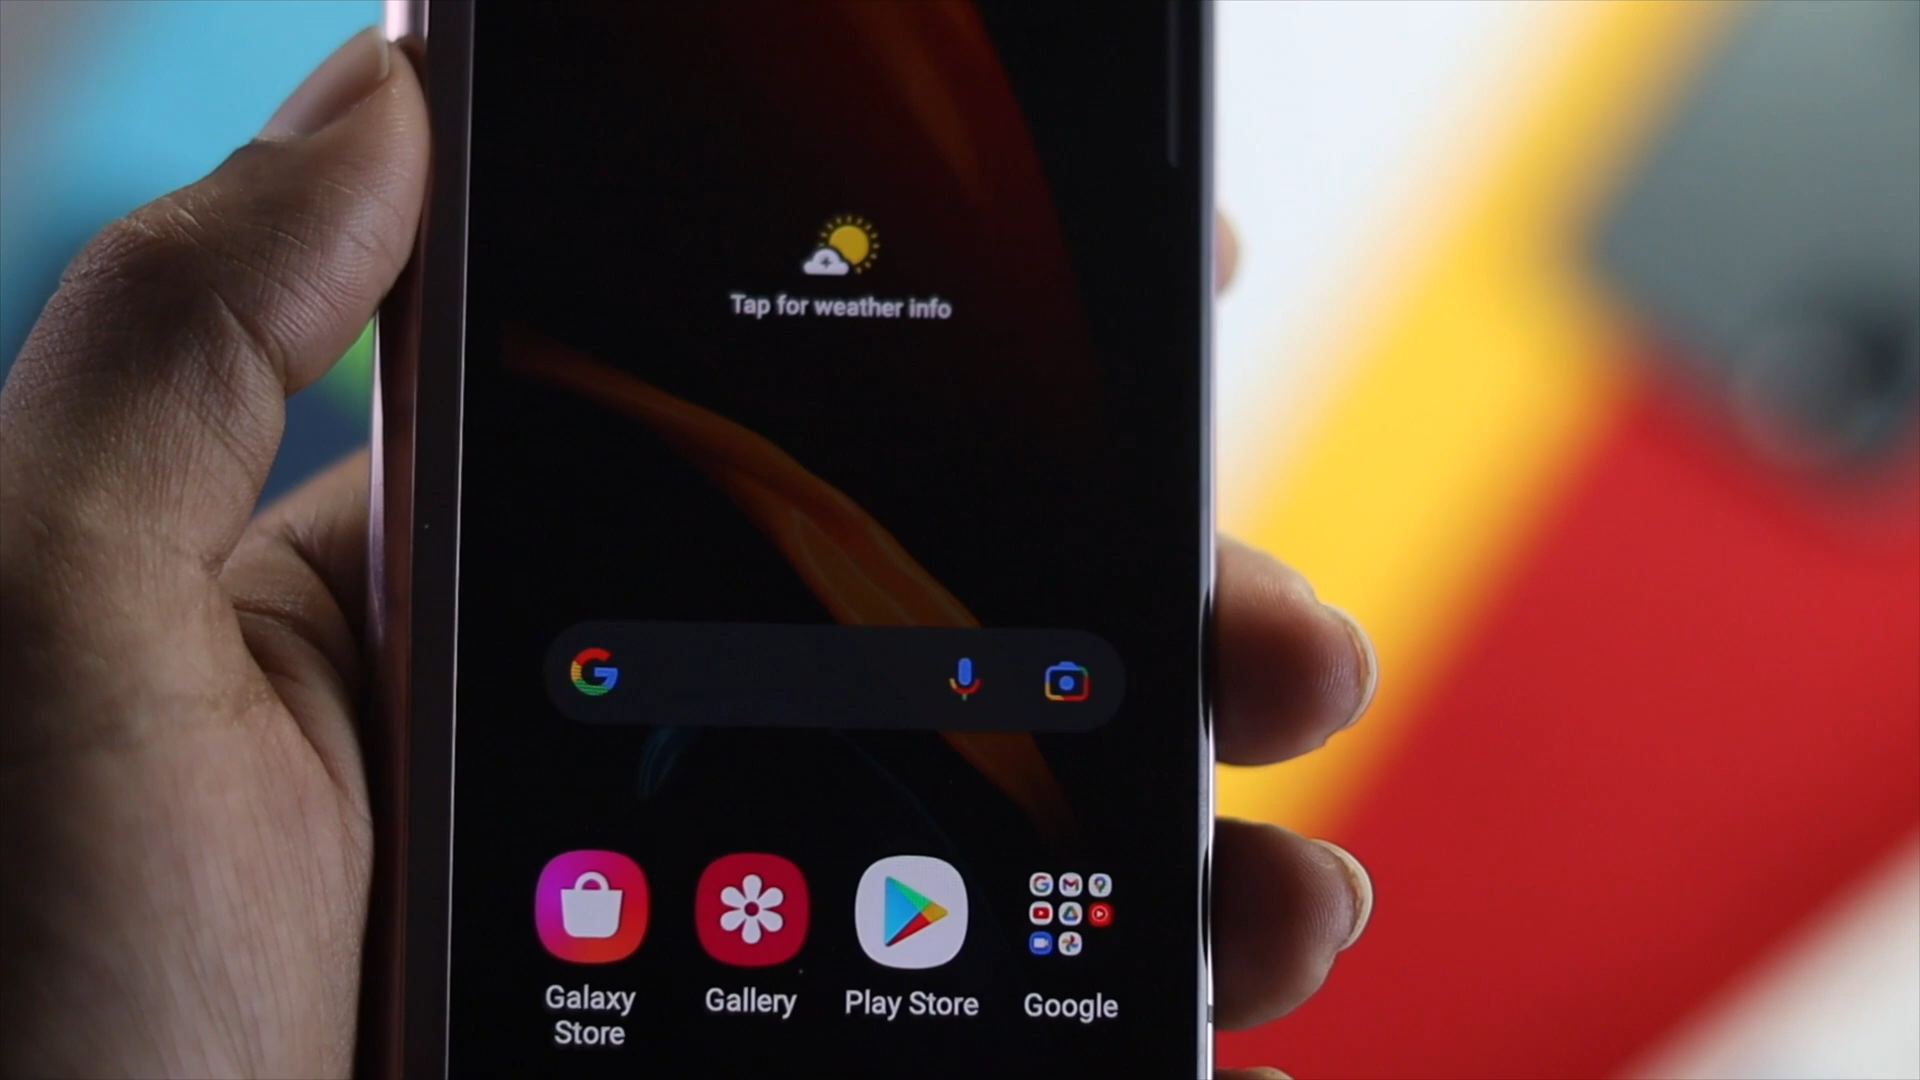 Tap for weather info
Galaxy
Store
Gallery
Play Store
Google